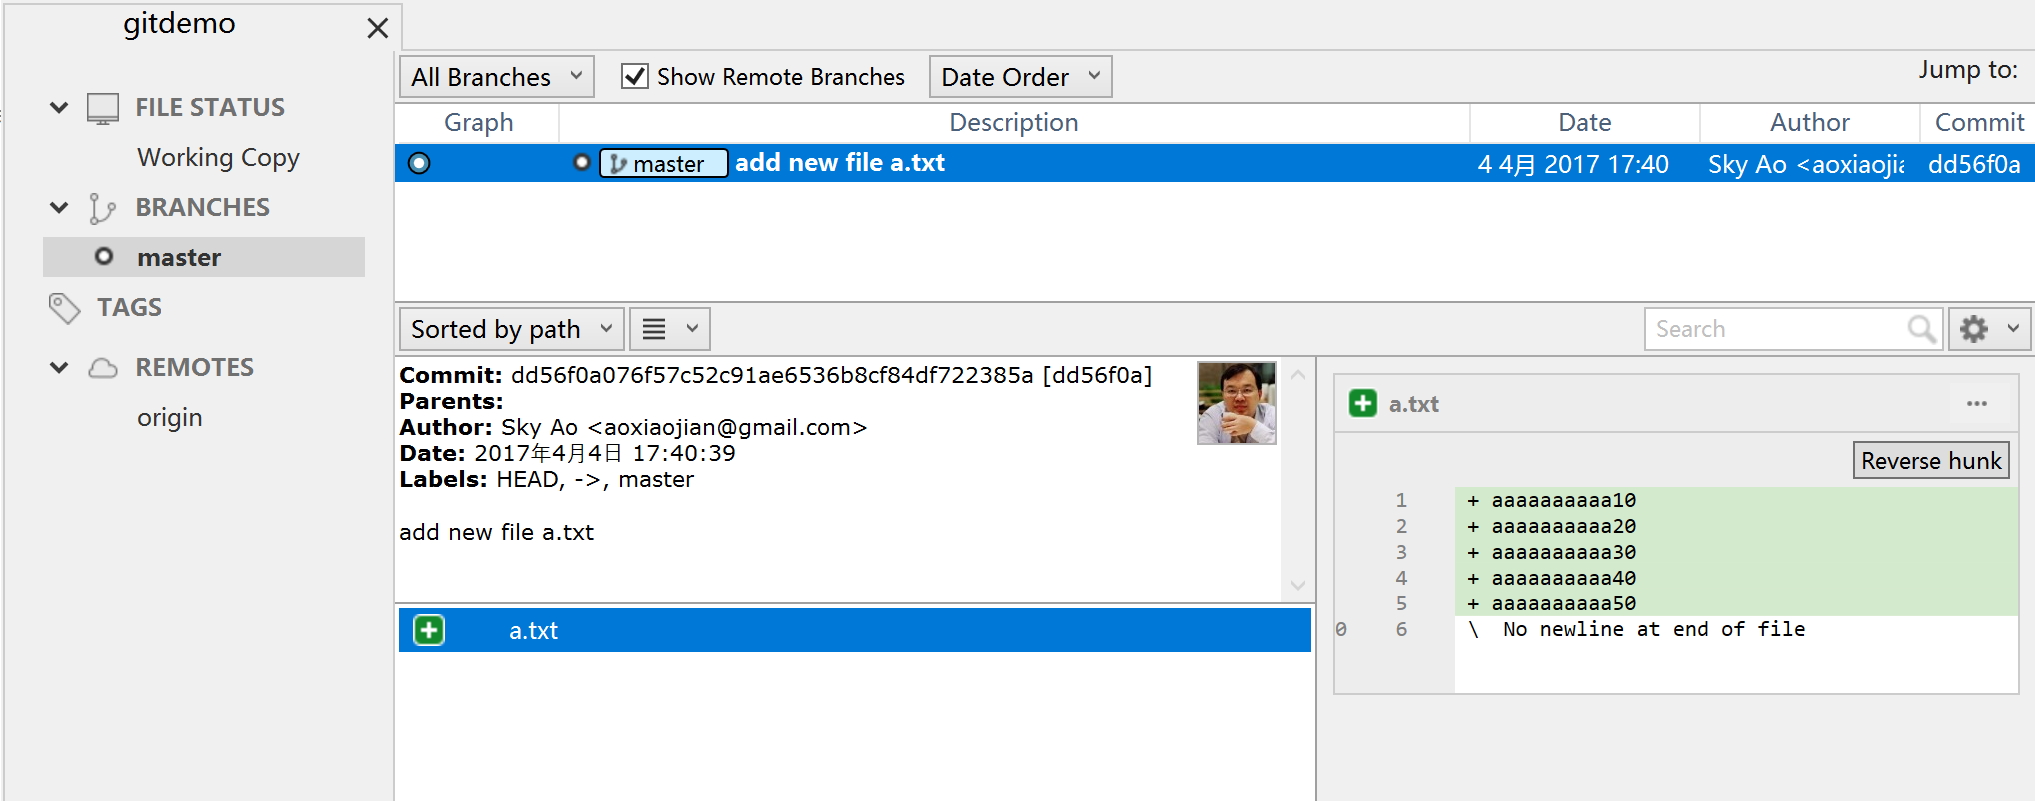 gitdemo
FILE STATUS
Working Copy
BRANCHES
master
TAGS
REMOTES
origin
All Branches
Show Remote Branches
Date Order
Jump to:
Graph Description Date Author Commit
master add new file a.txt 4 4月 2017 17:40 Sky Ao <aoxiaojia dd56f0a
Sorted by path
Search
Commit: dd56f0a076f57c52c91ae6536b8cf84df722385a [dd56f0a]
Parents:
Author: Sky Ao <aoxiaojian@gmail.com>
Date: 2017年4月4日 17:40:39
Labels: HEAD, ->, master
add new file a.txt
a.txt
a.txt
Reverse hunk
1 + aaaaaaaaaa10
2 + aaaaaaaaaa20
3 + aaaaaaaaaa30
4 + aaaaaaaaaa40
5 + aaaaaaaaaa50
0 6 \ No newline at end of file